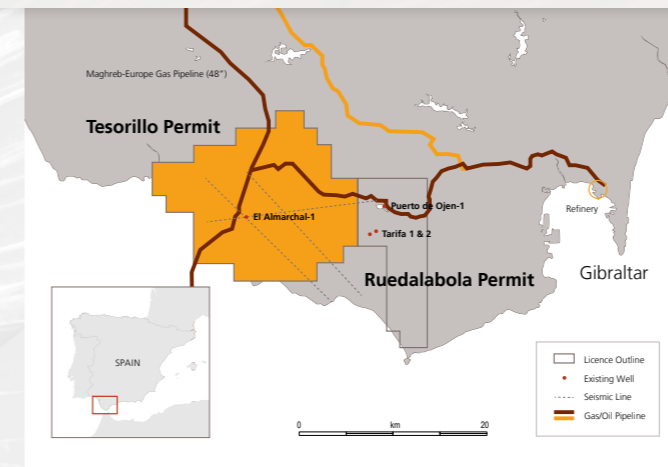 Maghreb-Europe Gas Pipeline (48")
Tesorillo Permit
El Almarchal-1
Puerto de Ojen-1
Tarifa 1 & 2
Refinery
Ruedalabola Permit
Gibraltar
SPAIN
Licence Outline
Existing Well
Seismic Line
Gas/Oil Pipeline
0 km 20